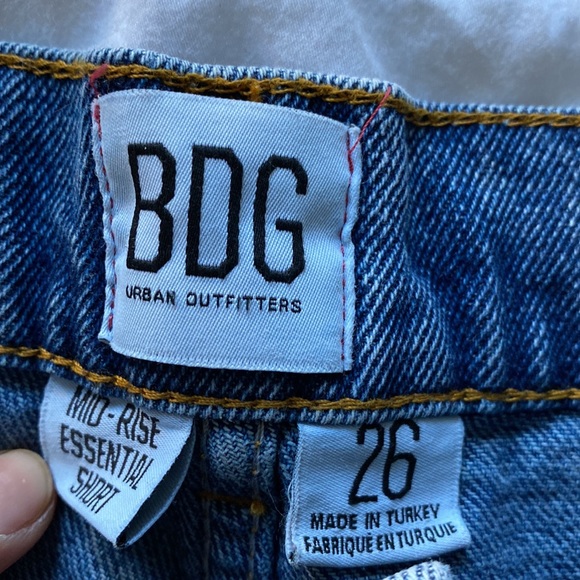 BDG
URBAN OUTFITTERS
MID-RISE
ESSENTIAL
SHORT
26
MADE IN TURKEY
FABRIQUÉ EN TURQUIE